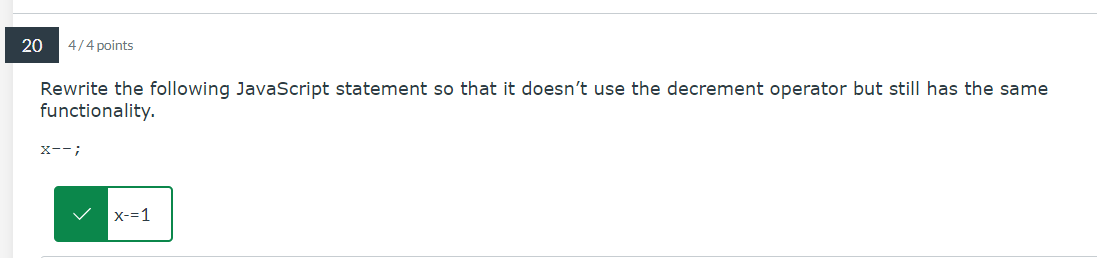 20 4/4 points
Rewrite the following JavaScript statement so that it doesn’t use the decrement operator but still has the same
functionality.
x--;
x-=1